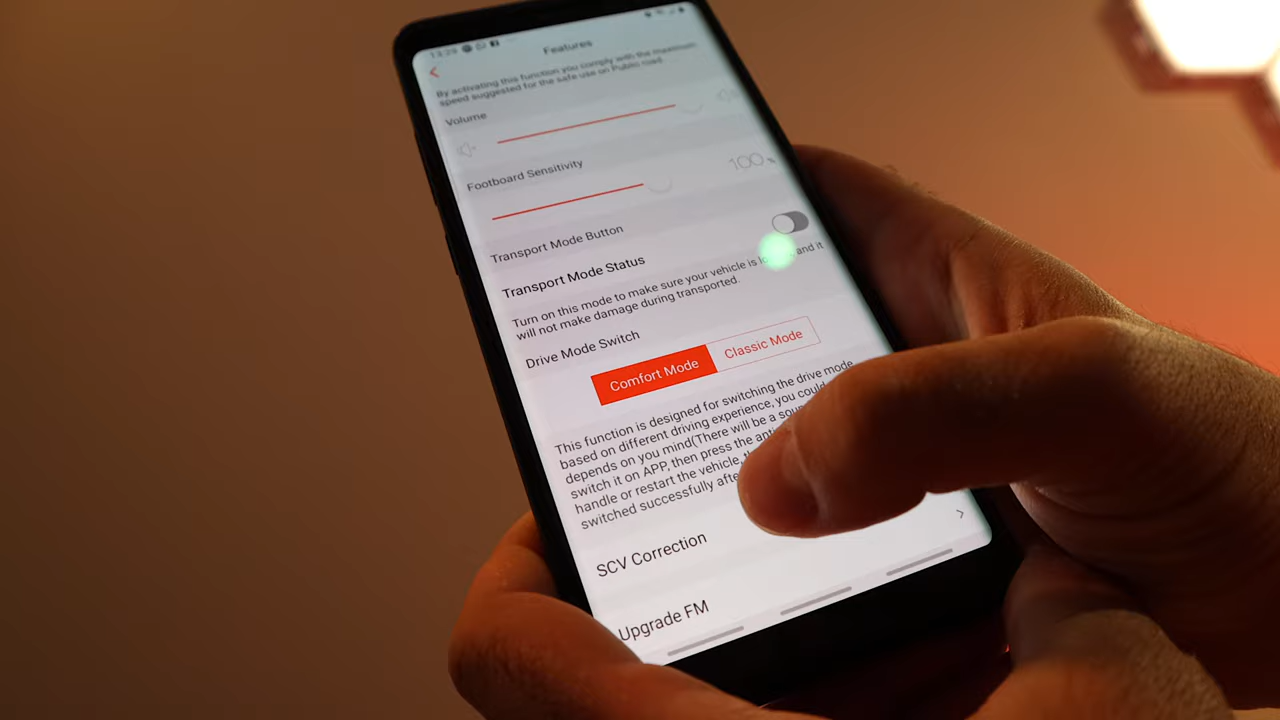 13:29
Features
By activating this function you comply with the maximum
speed suggested for the safe use on Public road.
Volume
Footboard Sensitivity
100 %
Transport Mode Button
Transport Mode Status
Turn on this mode to make sure your vehicle is and it
will not make damage during transported.
Drive Mode Switch
Comfort Mode
Classic Mode
This function is designed for switching the drive mode
based on different driving experience, you could
depends on you mind(There will be a
switch it on APP, then press the
handle or restart the vehicle,
switched successfully
SCV Correction
Upgrade FM